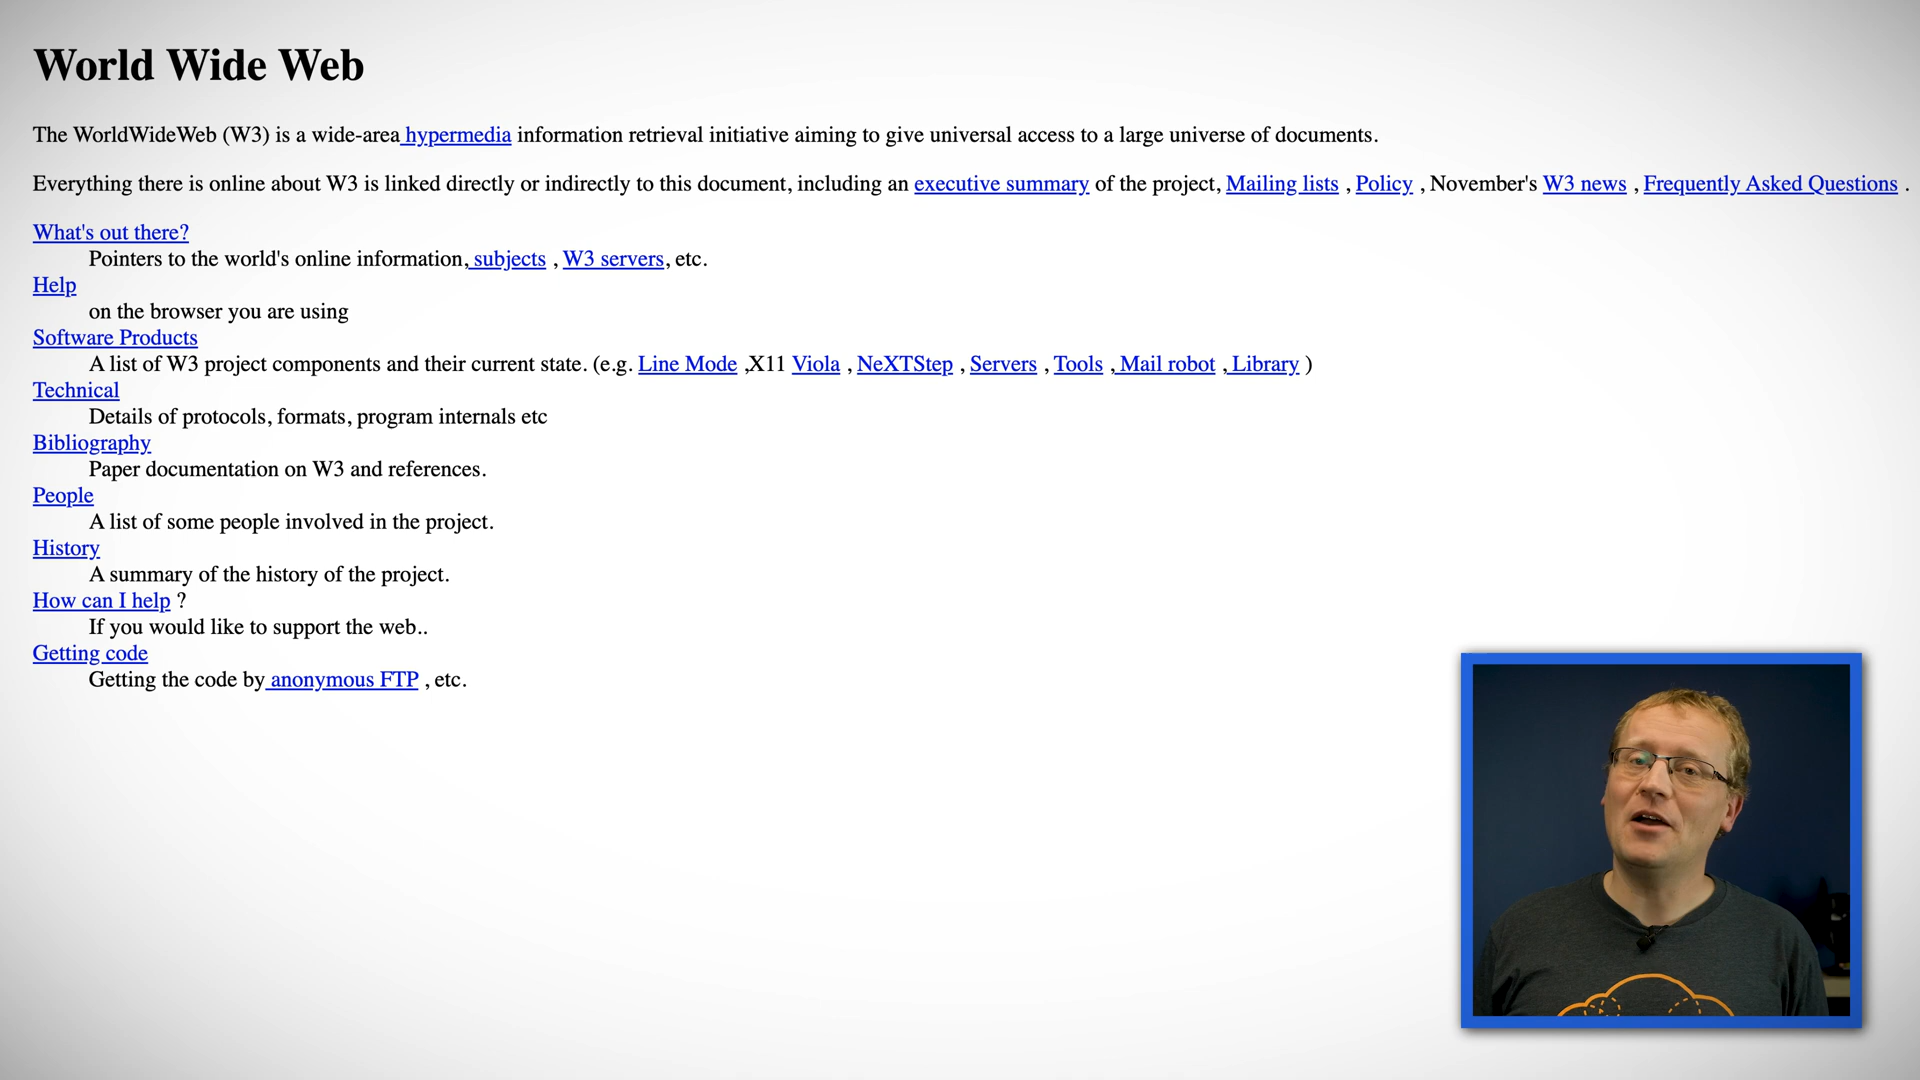 World Wide Web
The WorldWideWeb (W3) is a wide-area hypermedia information retrieval initiative aiming to give universal access to a large universe of documents.
Everything there is online about W3 is linked directly or indirectly to this document, including an executive summary of the project, Mailing lists , Policy , November's W3 news , Frequently Asked Questions .
What's out there?
Pointers to the world's online information, subjects , W3 servers, etc.
Help
on the browser you are using
Software Products
A list of W3 project components and their current state. (e.g. Line Mode ,X11 Viola , NeXTStep , Servers , Tools , Mail robot , Library )
Technical
Details of protocols, formats, program internals etc
Bibliography
Paper documentation on W3 and references.
People
A list of some people involved in the project.
History
A summary of the history of the project.
How can I help ?
If you would like to support the web..
Getting code
Getting the code by anonymous FTP , etc.